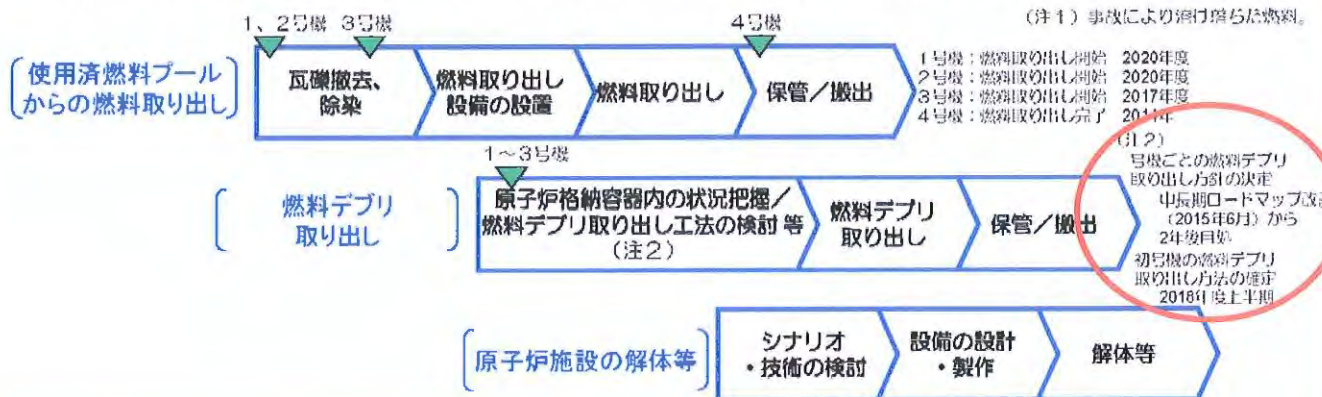 (注1) 事故により溶け落ちた燃料。
1、2号機 3号機 4号機
使用済燃料プール
からの燃料取り出し
瓦礫撤去、
除染
燃料取り出し
設備の設置
燃料取り出し
保管/搬出
1号機:燃料取り出し開始 2020年度
2号機:燃料取り出し開始 2020年度
3号機:燃料取り出し開始 2017年度
4号機:燃料取り出し完了 2014年
1~3号機
燃料デブリ
取り出し
原子炉格納容器内の状況把握/
燃料デブリ取り出し工法の検討 等
(注2)
燃料デブリ
取り出し
保管/搬出
(注2)
号機ごとの燃料デブリ
取り出し方針の決定
中長期ロードマップ改
(2015年6月)から
2年後目処
初号機の燃料デブリ
取り出し方法の確定
2018年度上半期
原子炉施設の解体等
シナリオ
・技術の検討
設備の設計
・製作
解体等